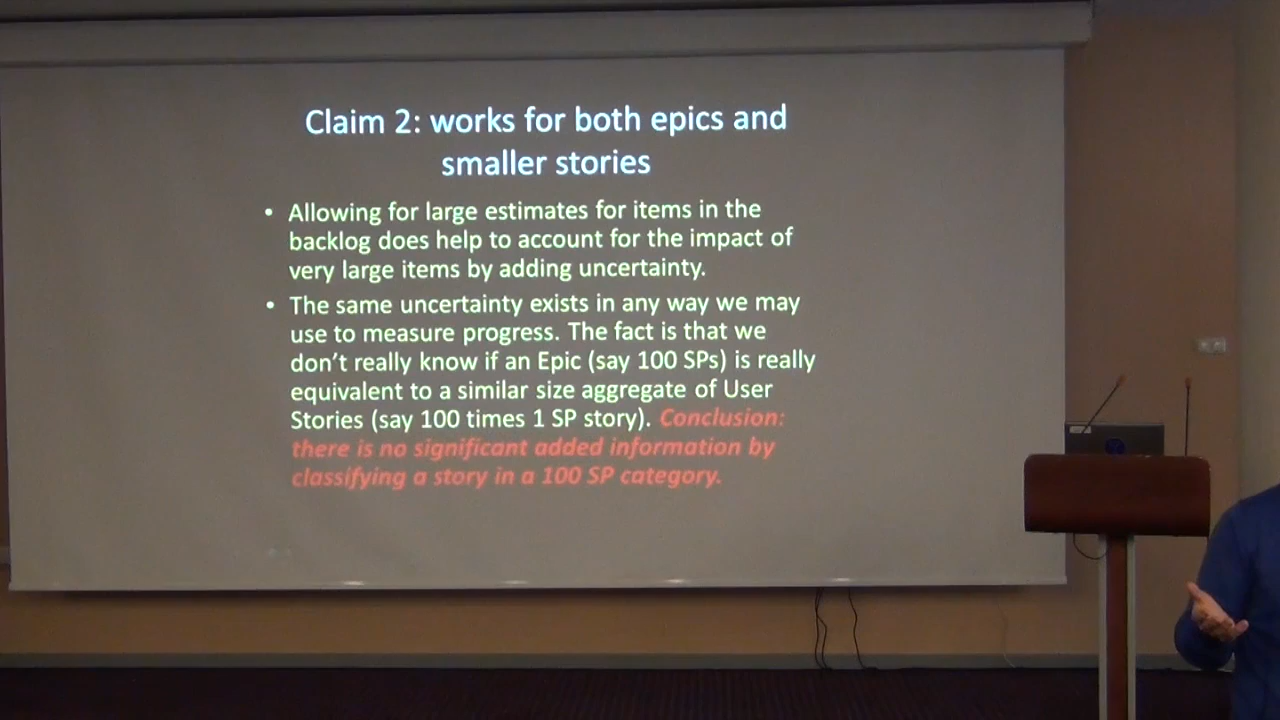 Claim 2: works for both epics and
smaller stories
• Allowing for large estimates for items in the
backlog does help to account for the impact of
very large items by adding uncertainty.
• The same uncertainty exists in any way we may
use to measure progress. The fact is that we
don't really know if an Epic (say 100 SPs) is really
equivalent to a similar size aggregate of User
Stories (say 100 times 1 SP story). Conclusion:
there is no significant added information by
classifying a story in a 100 SP category.